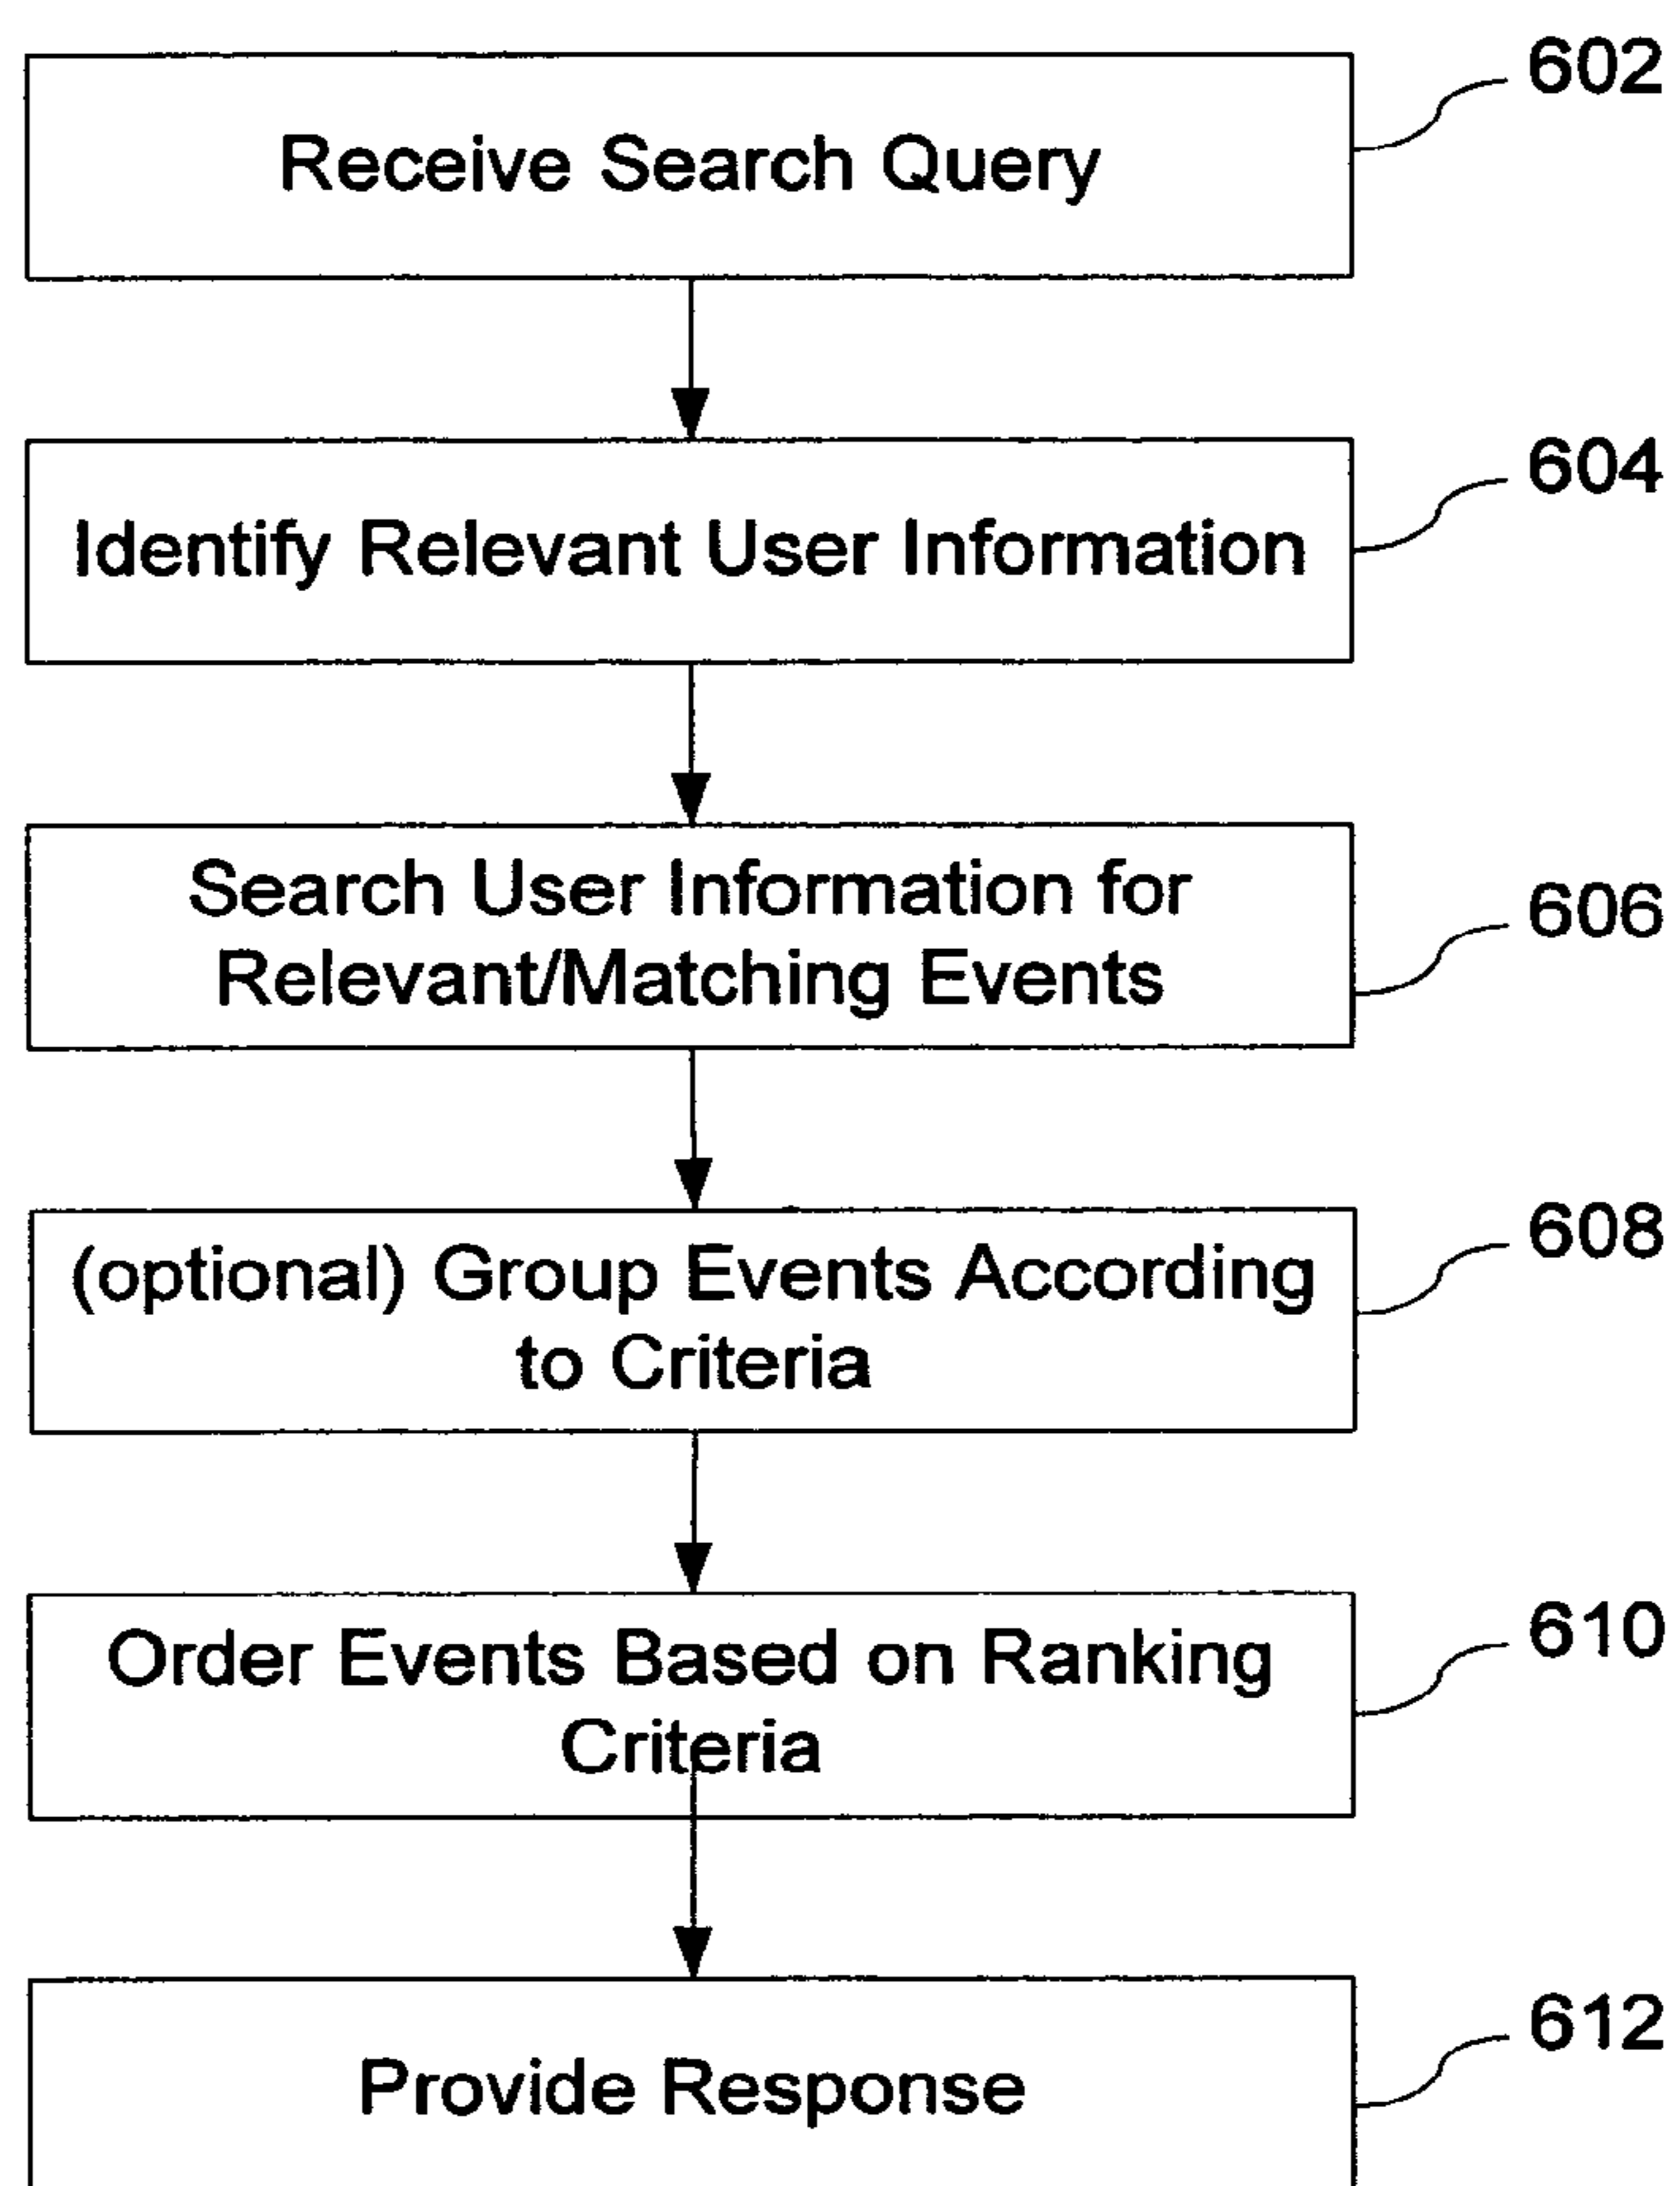 602
Receive Search Query
604
Identify Relevant User Information
Search User Information for
606
Relevant/Matching Events
608
(optional) Group Events According
to Criteria
610
Order Events Based on Ranking
Criteria
612
Provide Response